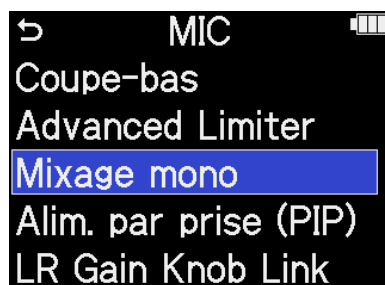 MIC
Coupe-bas
Advanced Limiter
Mixage mono
Alim. par prise (PIP)
LR Gain Knob Link